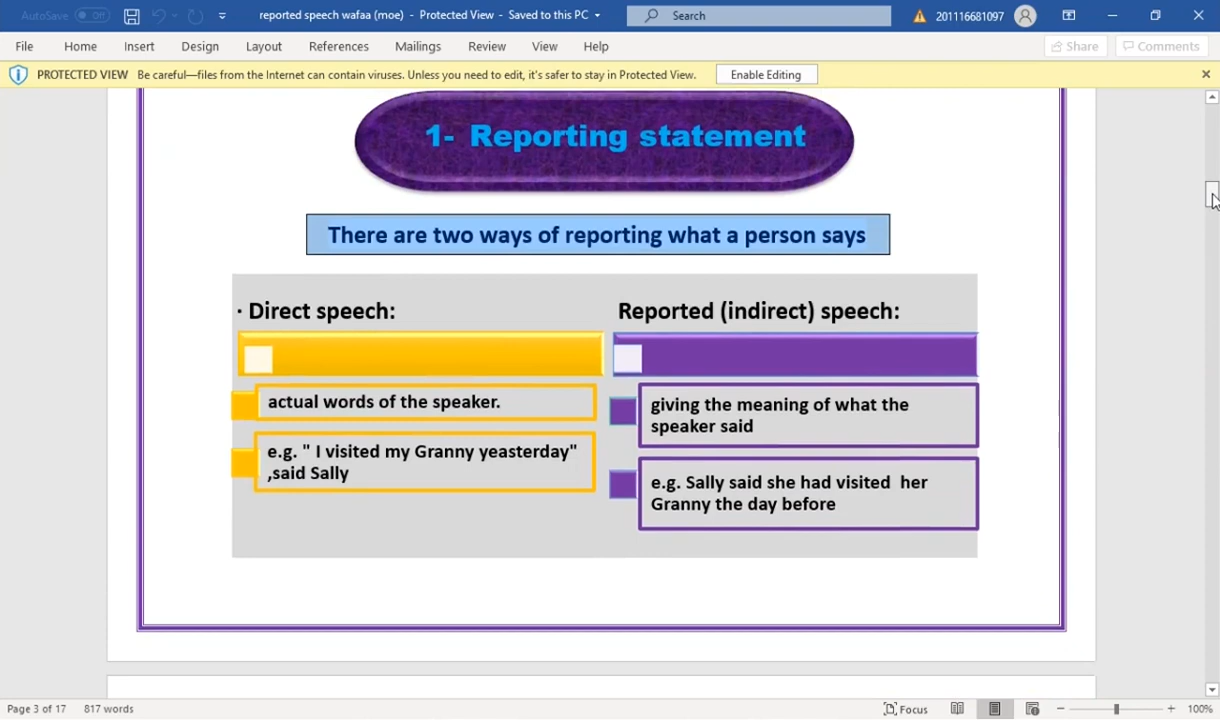 AutoSave Off
reported speech wafaa (moe) - Protected View - Saved to this PC
Search
201116681097
File Home Insert Design Layout References Mailings Review View Help
Share Comments
PROTECTED VIEW Be careful—files from the Internet can contain viruses. Unless you need to edit, it's safer to stay in Protected View. Enable Editing
1- Reporting statement
There are two ways of reporting what a person says
· Direct speech:
actual words of the speaker.
e.g. " I visited my Granny yeasterday"
,said Sally
Reported (indirect) speech:
giving the meaning of what the
speaker said
e.g. Sally said she had visited her
Granny the day before
Page 3 of 17 817 words
Focus
100%